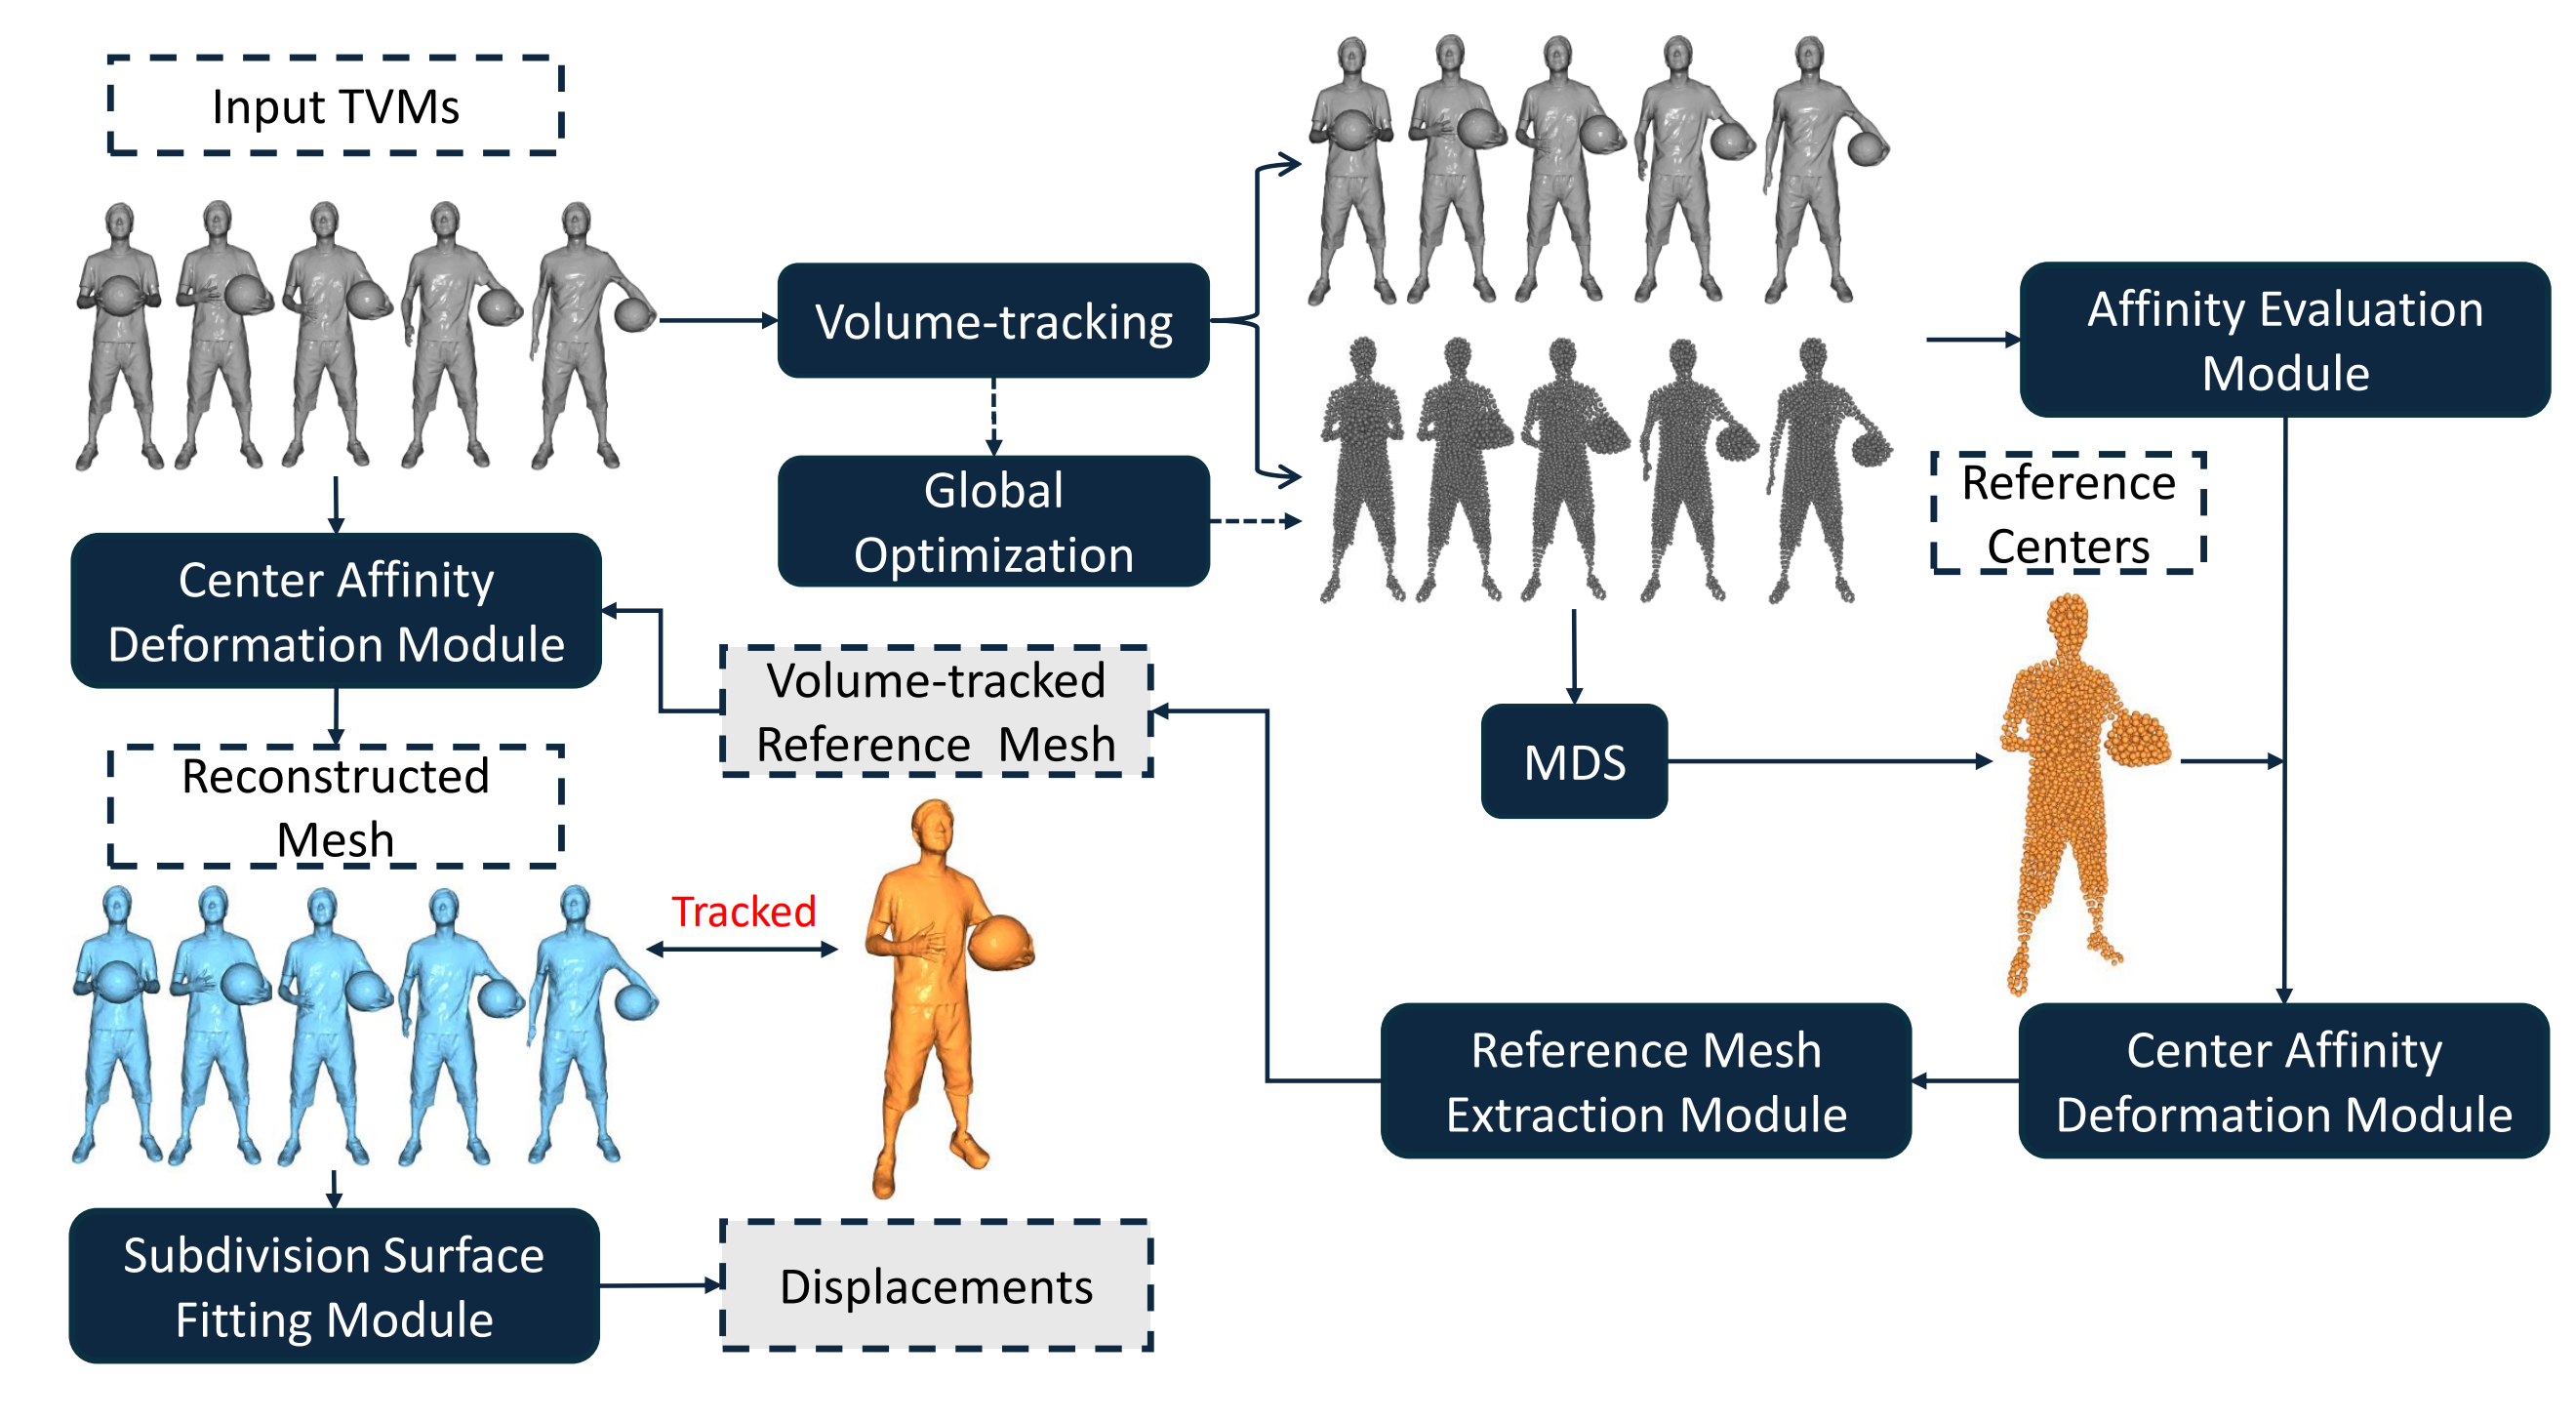 Input TVMs
Volume-tracking
Affinity Evaluation
Module
Global
Optimization
Reference
Centers
Center Affinity
Deformation Module
Volume-tracked
Reference Mesh
MDS
Reconstructed
Mesh
Tracked
Reference Mesh
Extraction Module
Center Affinity
Deformation Module
Subdivision Surface
Fitting Module
Displacements